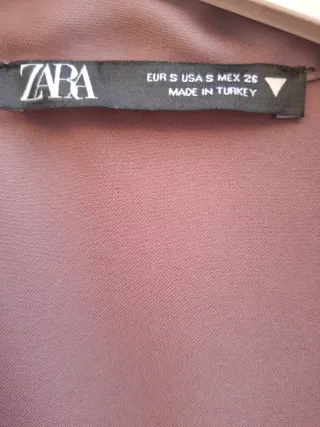 ZARA
EUR S USA S MEX 26
MADE IN TURKEY